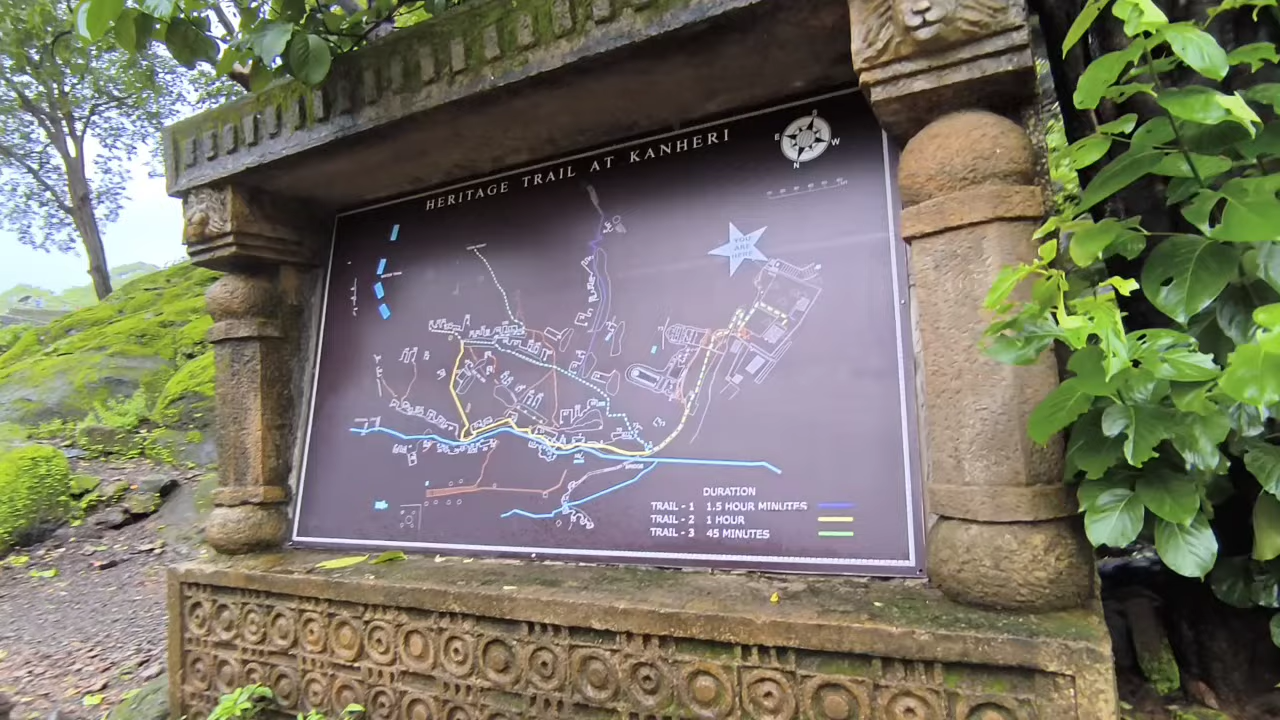 HERITAGE TRAIL AT KANHERI
E
W
N
YOU
ARE
HERE
BRIDGE
DURATION
TRAIL - 1 1.5 HOUR MINUTES
TRAIL - 2 1 HOUR
TRAIL - 3 45 MINUTES